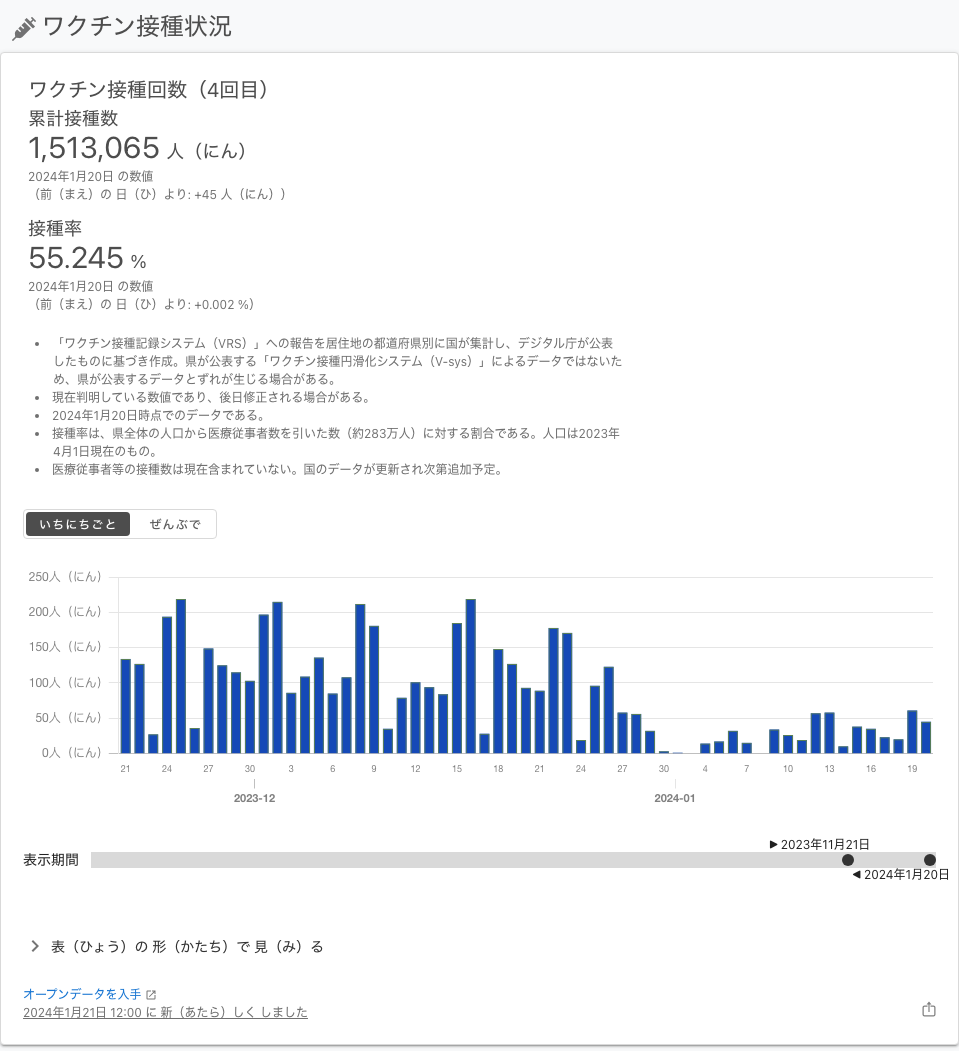 ワクチン接種状況
ワクチン接種回数（4回目）
累計接種数
1,513,065 人（にん）
2024年1月20日 の数値
（前（まえ）の 日（ひ）より: +45 人（にん））
接種率
55.245 %
2024年1月20日 の数値
（前（まえ）の 日（ひ）より: +0.002 %）
• 「ワクチン接種記録システム（VRS）」への報告を居住地の都道府県別に国が集計し、デジタル庁が公表
したものに基づき作成。県が公表する「ワクチン接種円滑化システム（V-sys）」によるデータではないた
め、県が公表するデータとずれが生じる場合がある。
• 現在判明している数値であり、後日修正される場合がある。
• 2024年1月20日時点でのデータである。
• 接種率は、県全体の人口から医療従事者数を引いた数（約283万人）に対する割合である。人口は2023年
4月1日現在のもの。
• 医療従事者等の接種数は現在含まれていない。国のデータが更新され次第追加予定。
いちにちごと ぜんぶで
250人（にん）
200人（にん）
150人（にん）
100人（にん）
50人（にん）
0人（にん）
21 24 27 30 3 6 9 12 15 18 21 24 27 30 4 7 10 13 16 19
2023-12 2024-01
▶ 2023年11月21日
表示期間
◀ 2024年1月20日
表（ひょう）の 形（かたち）で 見（み）る
オープンデータを入手
2024年1月21日 12:00 に 新（あたら）しく しました